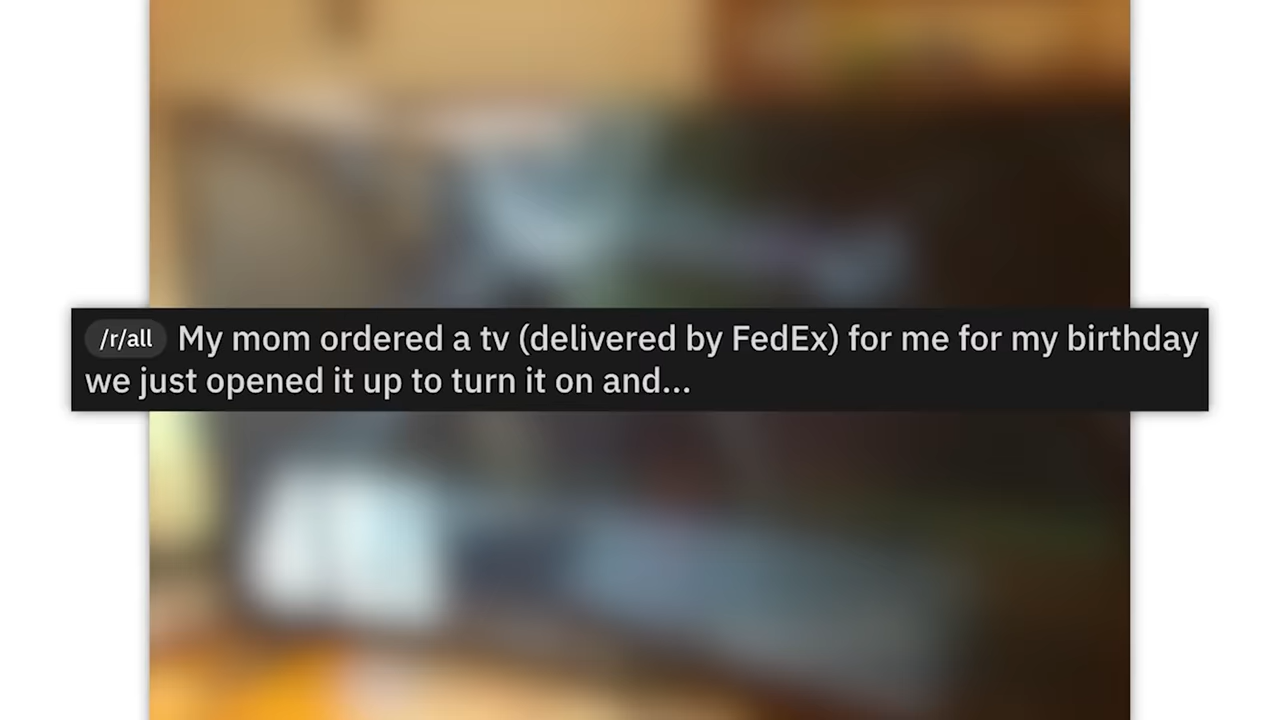 /r/all My mom ordered a tv (delivered by FedEx) for me for my birthday
we just opened it up to turn it on and...